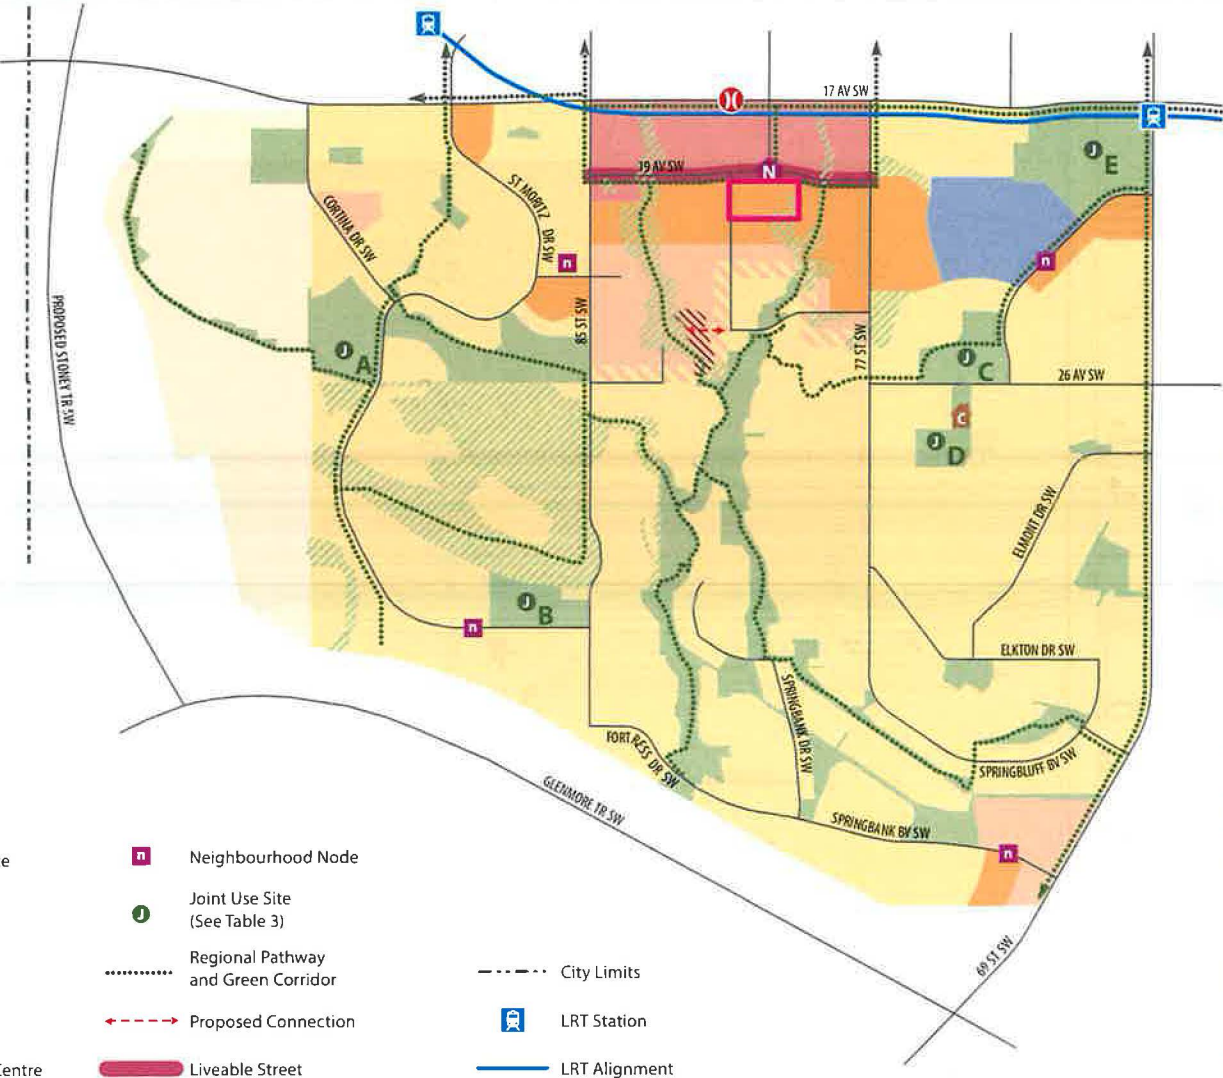 17 AV SW
19 AV SW
N
J
E
ST MORITZ DR SW
CORTINA DR SW
n
n
85 ST SW
77 ST SW
PROPOSED STONEY TR SW
J
A
J
C
26 AV SW
C
J
D
ELMONT DR SW
J
B
n
ELKTON DR SW
SPRINGBANK DR SW
FORTRESS DR SW
SPRINGBLUFF BV SW
GLENMORE TR SW
SPRINGBANK BV SW
n
69 ST SW
e
n
Neighbourhood Node
J
Joint Use Site
(See Table 3)
Regional Pathway
and Green Corridor
City Limits
Proposed Connection
LRT Station
Centre
Liveable Street
LRT Alignment